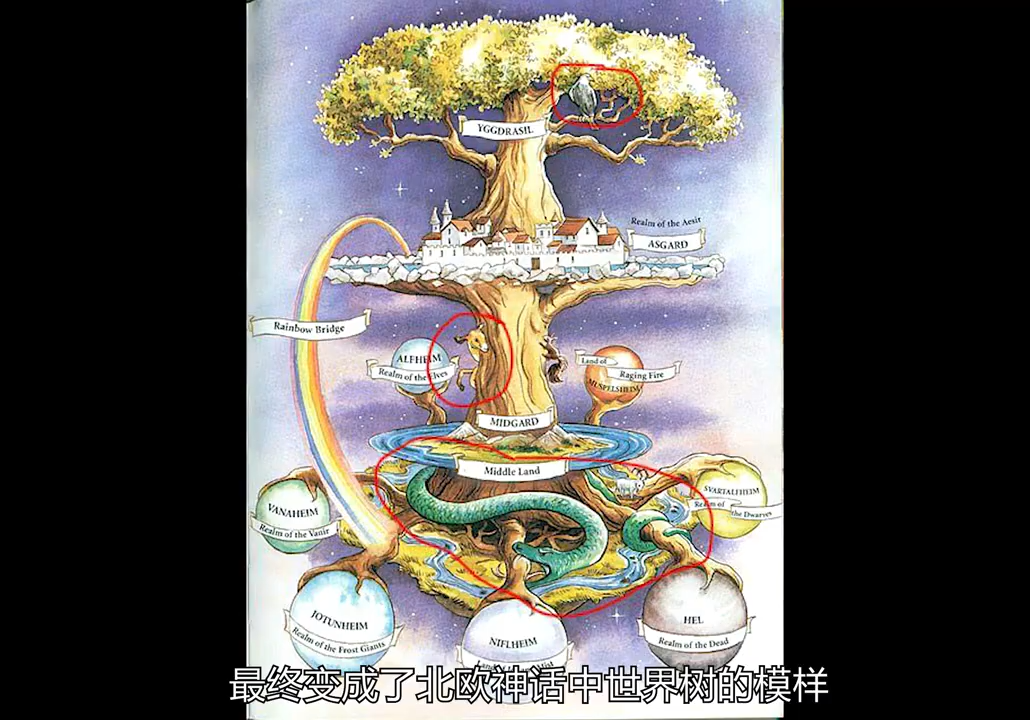 YGGDRASIL
Realm of the Aesir
ASGARD
Rainbow Bridge
ALFHEIM
Realm of the Elves
Land of
Raging Fire
MUSPELSHEIM
MIDGARD
Middle Land
SVARTALFHEIM
Realm of
the Dwarves
VANAHEIM
Realm of the Vanir
JOTUNHEIM
Realm of the Frost Giants
NIFLHEIM
HEL
Realm of the Dead
最终变成了北欧神话中世界树的模样